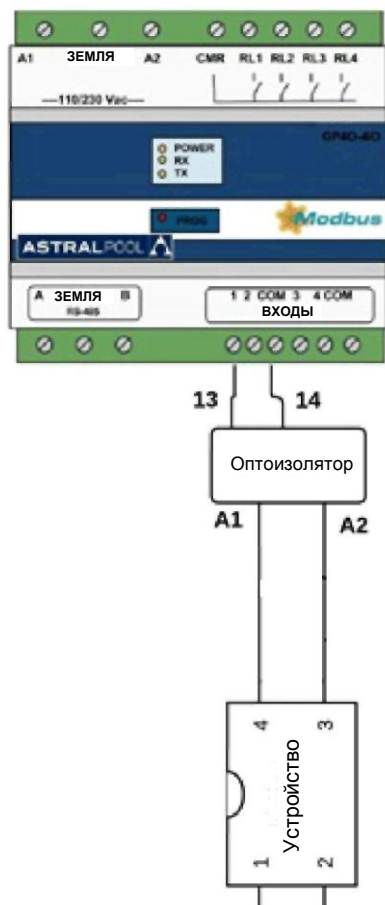 A1 ЗЕМЛЯ A2 CMR RL1 RL2 RL3 RL4
110/230 Vac
GP4O-4O
POWER
RX
TX
PROG Modbus
ASTRALPOOL
A ЗЕМЛЯ B 1 2 COM 3 4 COM
RS-485 ВХОДЫ
13 14
Оптоизолятор
A1 A2
4 3
Устройство
1 2